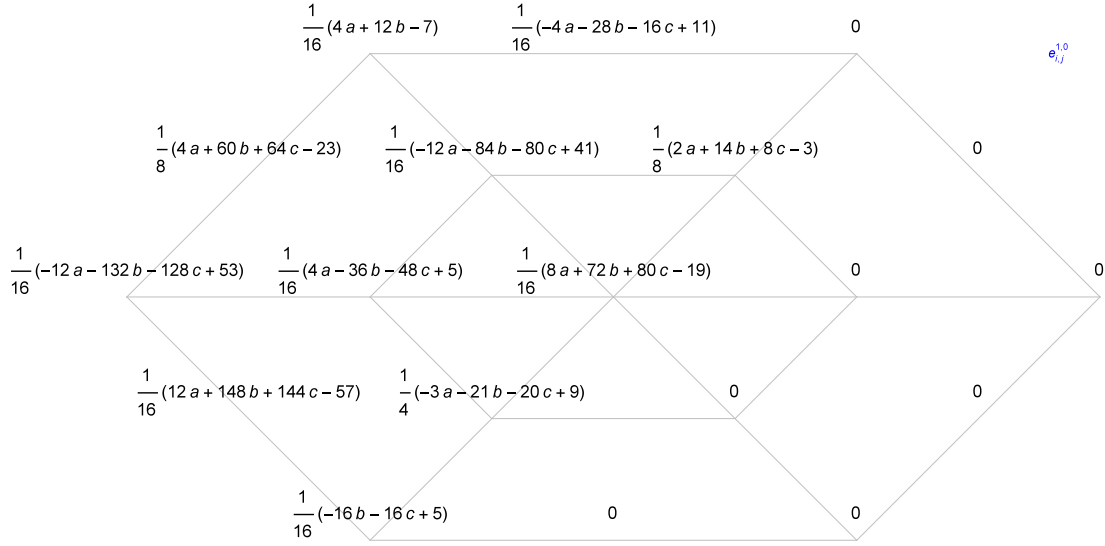 1/16 (4 a + 12 b − 7) 1/16 (−4 a − 28 b − 16 c + 11) 0
e_{i,j}^{1,0}
1/8 (4 a + 60 b + 64 c − 23) 1/16 (−12 a − 84 b − 80 c + 41) 1/8 (2 a + 14 b + 8 c − 3) 0
1/16 (−12 a − 132 b − 128 c + 53) 1/16 (4 a − 36 b − 48 c + 5) 1/16 (8 a + 72 b + 80 c − 19) 0 0
1/16 (12 a + 148 b + 144 c − 57) 1/4 (−3 a − 21 b − 20 c + 9) 0 0
1/16 (−16 b − 16 c + 5) 0 0